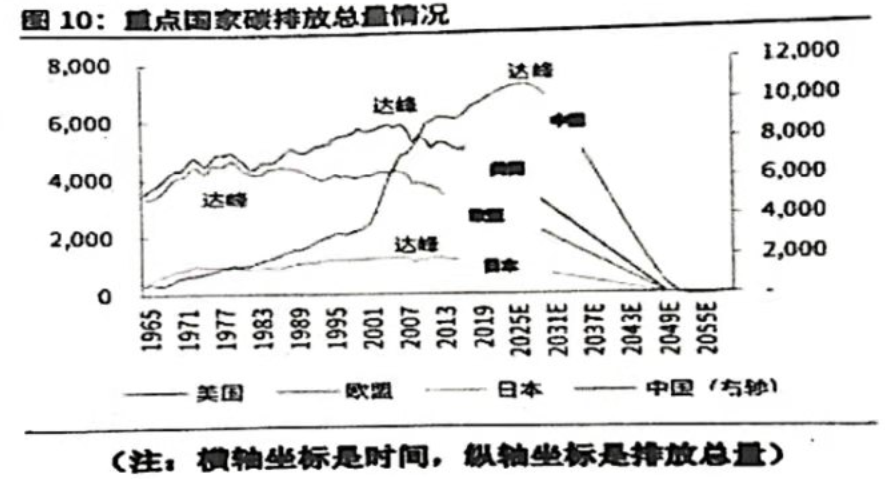 图 10：重点国家碳排放总量情况
12,000
8,000
达峰
达峰
10,000
6,000
中国
8,000
美国
6,000
4,000
达峰
欧盟
4,000
2,000
达峰
日本
2,000
0
-
1965 1971 1977 1983 1989 1995 2001 2007 2013 2019 2025E 2031E 2037E 2043E 2049E 2055E
美国 欧盟 日本 中国（右轴）
（注：横轴坐标是时间，纵轴坐标是排放总量）